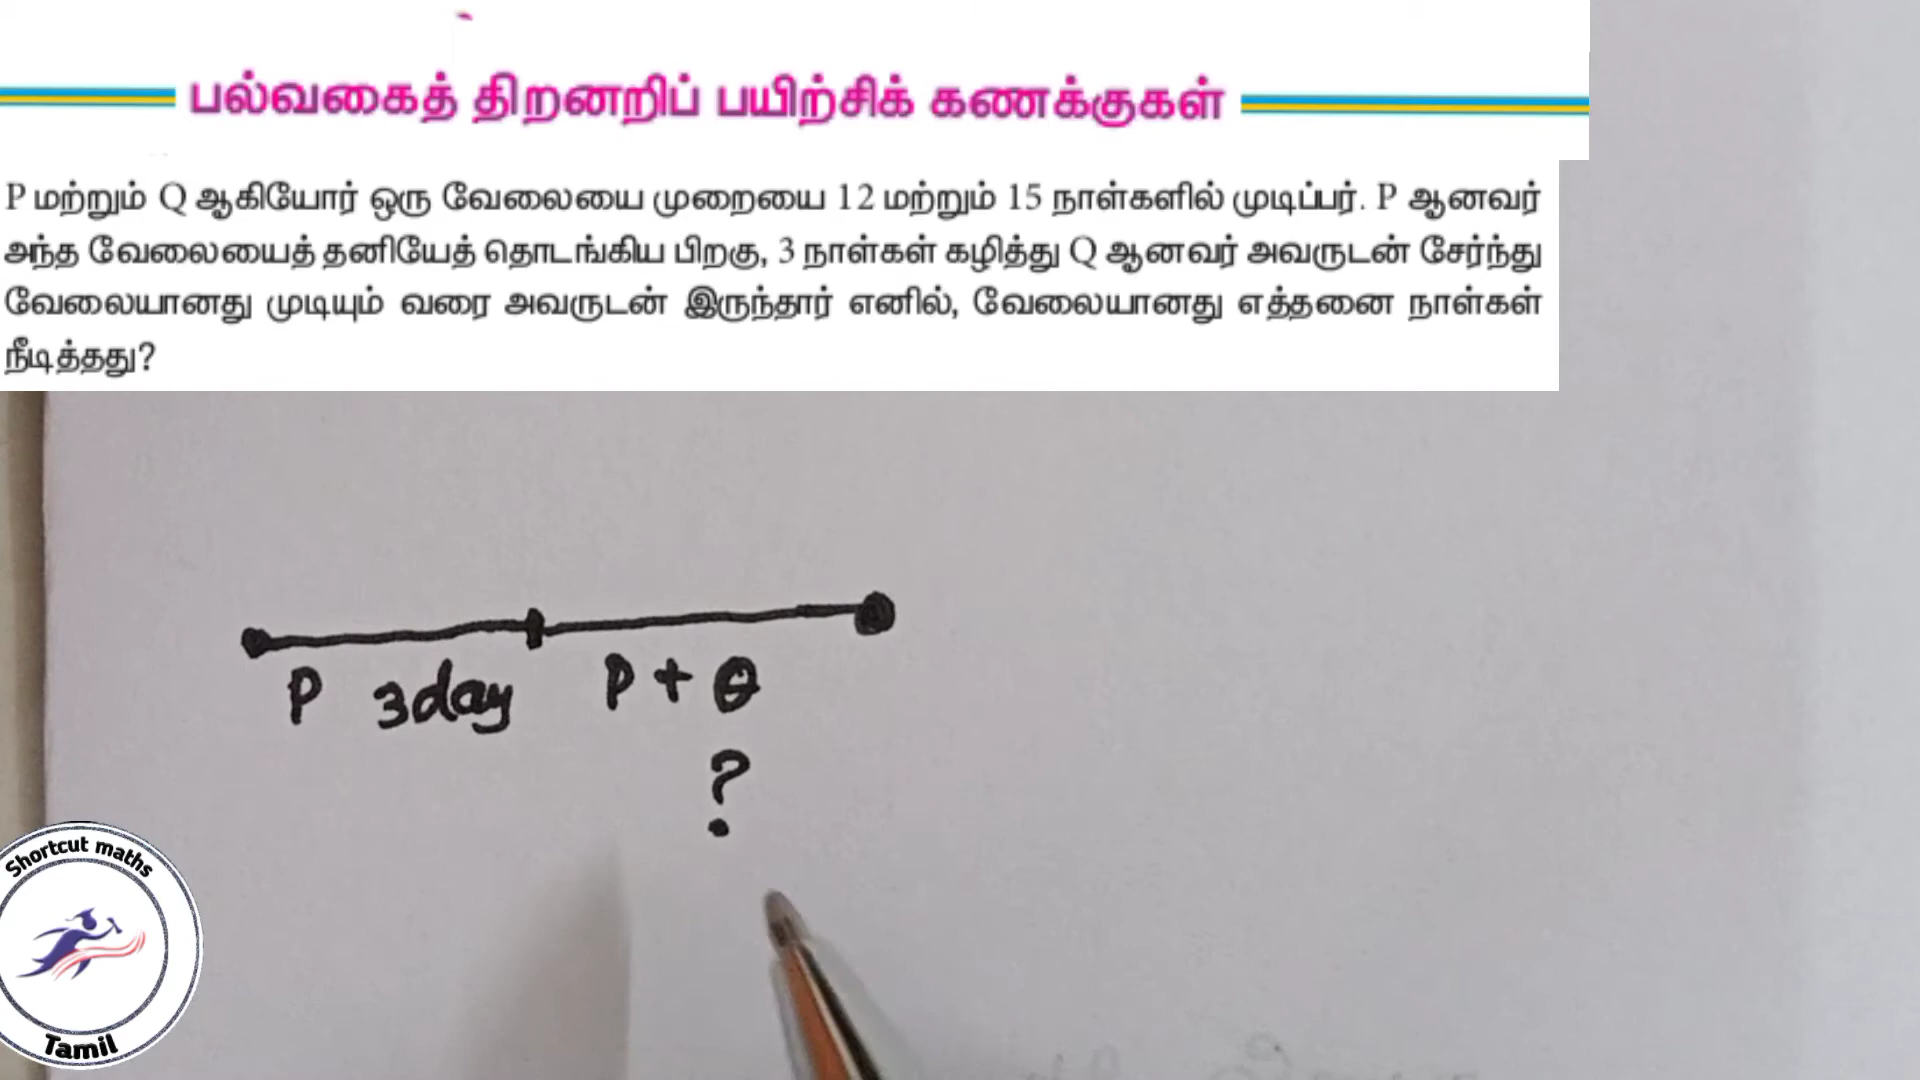 பல்வகைத் திறனறிப் பயிற்சிக் கணக்குகள்
P மற்றும் Q ஆகியோர் ஒரு வேலையை முறையை 12 மற்றும் 15 நாள்களில் முடிப்பர். P ஆனவர்
அந்த வேலையைத் தனியேத் தொடங்கிய பிறகு, 3 நாள்கள் கழித்து Q ஆனவர் அவருடன் சேர்ந்து
வேலையானது முடியும் வரை அவருடன் இருந்தார் எனில், வேலையானது எத்தனை நாள்கள்
நீடித்தது?
P 3day P + Q
?
Shortcut maths
Tamil